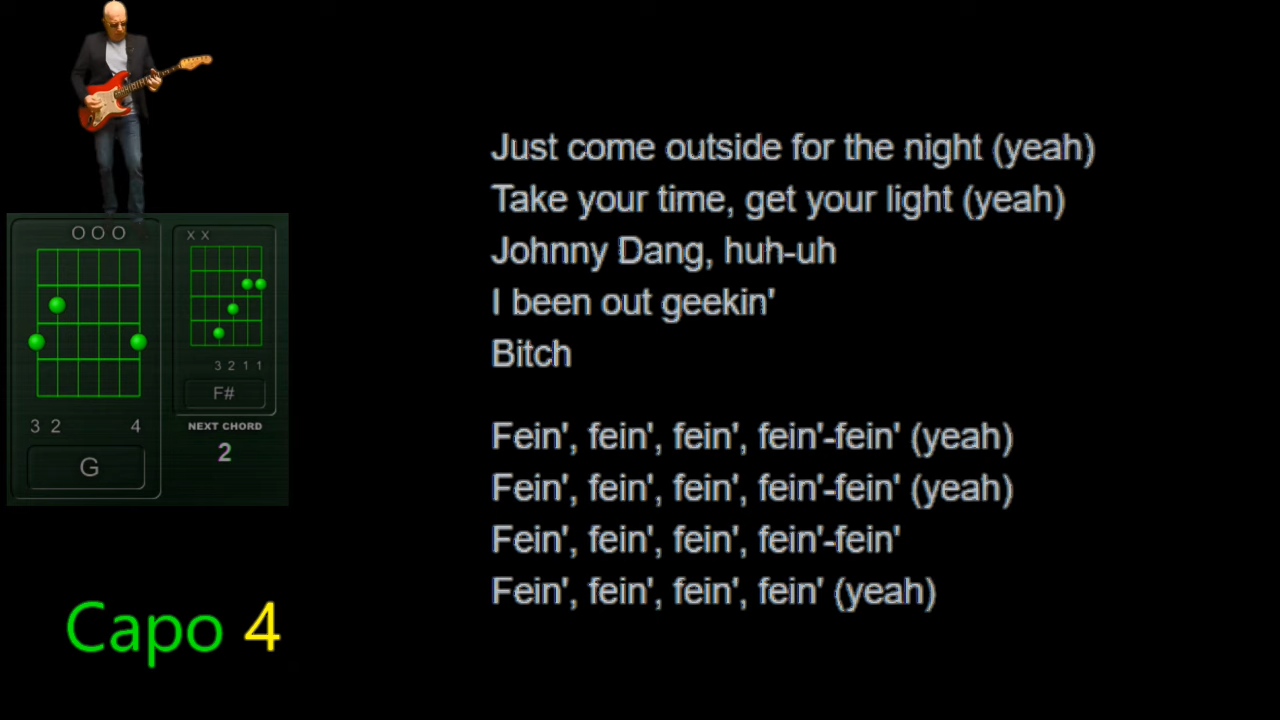 Just come outside for the night (yeah)
Take your time, get your light (yeah)
Johnny Dang, huh-uh
I been out geekin'
Bitch
Fein', fein', fein', fein'-fein' (yeah)
Fein', fein', fein', fein'-fein' (yeah)
Fein', fein', fein', fein'-fein'
Fein', fein', fein', fein' (yeah)
O O O
3 2 4
G
X X
3 2 1 1
F#
NEXT CHORD
2
Capo 4